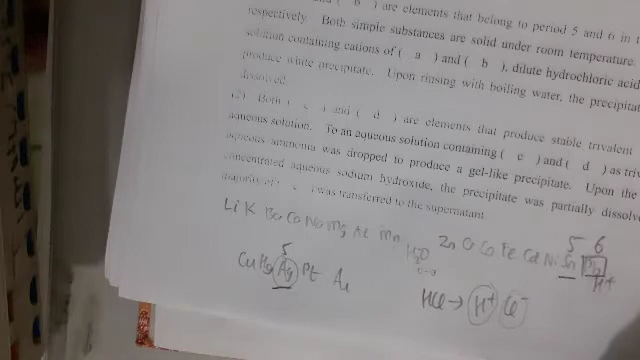 ) are elements that belong to period 5 and 6 in t
respectively. Both simple substances are solid under room temperature.
solution containing cations of ( a ) and ( b ), dilute hydrochloric acid
produce white precipitate. Upon rinsing with boiling water, the precipitat
dissolved.
(2) Both ( c ) and ( d ) are elements that produce stable trivalent
aqueous solution. To an aqueous solution containing ( c ) and ( d ) as triv
aqueous ammonia was dropped to produce a gel-like precipitate. Upon the
concentrated aqueous sodium hydroxide, the precipitate was partially dissolve
majority of ( ) was transferred to the supernatant.
Li K Ba Ca Na Mg Al Mn H2O Zn Cr Co Fe Cd Ni Sn Pb
5 6
H+
5
Cu Hg Ag Pt Au
HCl → H+ Cl-